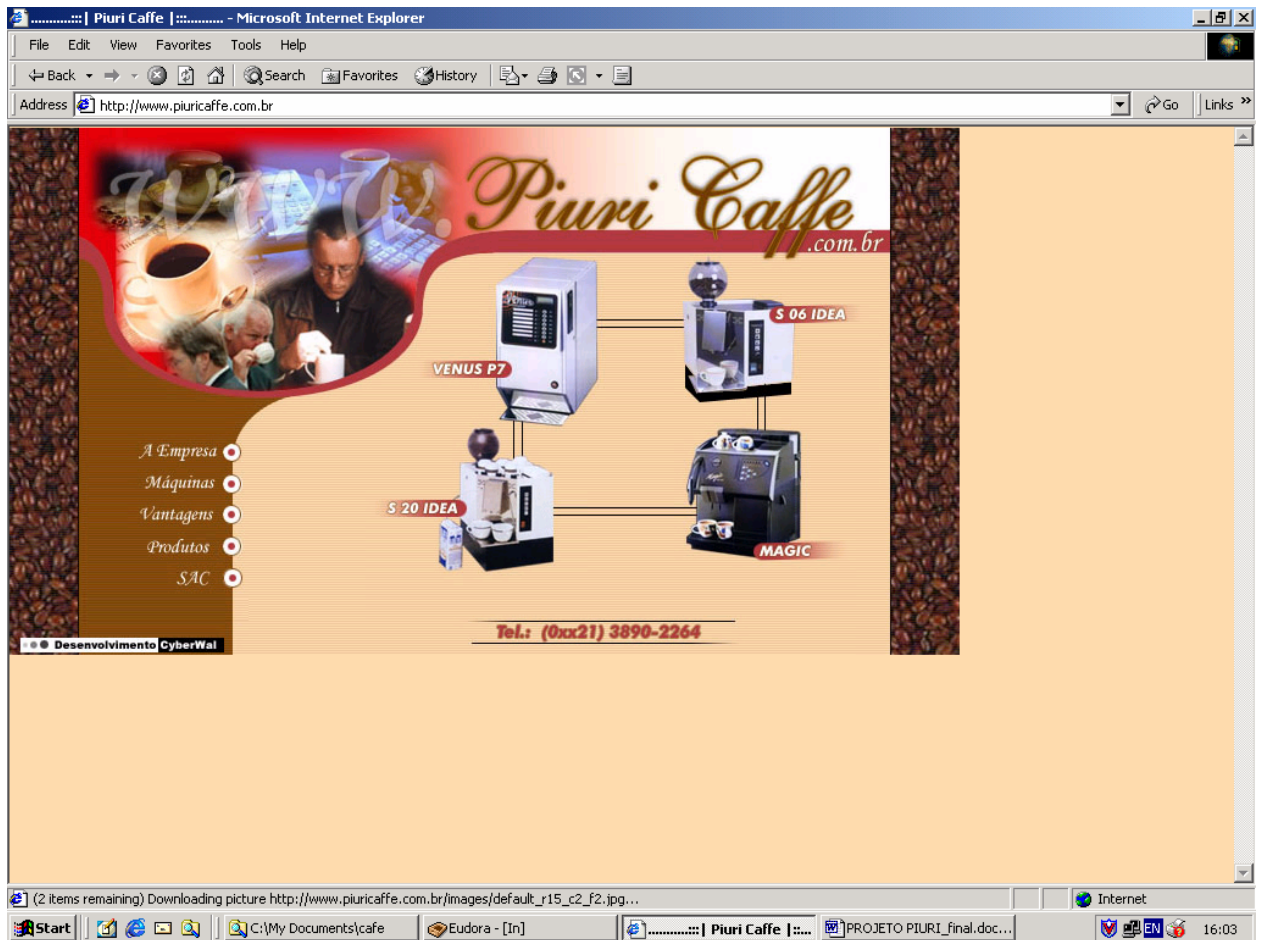 ............::: | Piuri Caffe | :::.......... - Microsoft Internet Explorer
File Edit View Favorites Tools Help
Back Search Favorites History
Address http://www.piuricaffe.com.br Go Links »
www. Piuri Caffe
.com.br
Venus
S 06 IDEA
VENUS P7
A Empresa
Máquinas
Vantagens
Produtos
SAC
S 20 IDEA
Magic
MAGIC
Tel.: (0xx21) 3890-2264
Desenvolvimento CyberWal
(2 items remaining) Downloading picture http://www.piuricaffe.com.br/images/default_r15_c2_f2.jpg... Internet
Start C:\My Documents\cafe Eudora - [In] ............::: | Piuri Caffe | ::... PROJETO PIURI_final.doc... EN 16:03